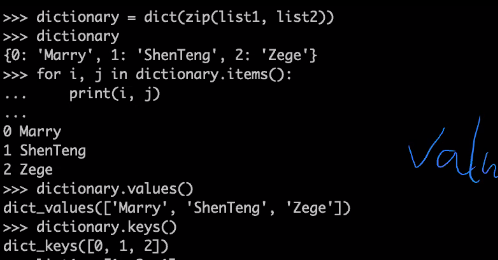 >>> dictionary = dict(zip(list1, list2))
>>> dictionary
{0: 'Marry', 1: 'ShenTeng', 2: 'Zege'}
>>> for i, j in dictionary.items():
...     print(i, j)
...
0 Marry
1 ShenTeng
2 Zege
>>> dictionary.values()
dict_values(['Marry', 'ShenTeng', 'Zege'])
>>> dictionary.keys()
dict_keys([0, 1, 2])